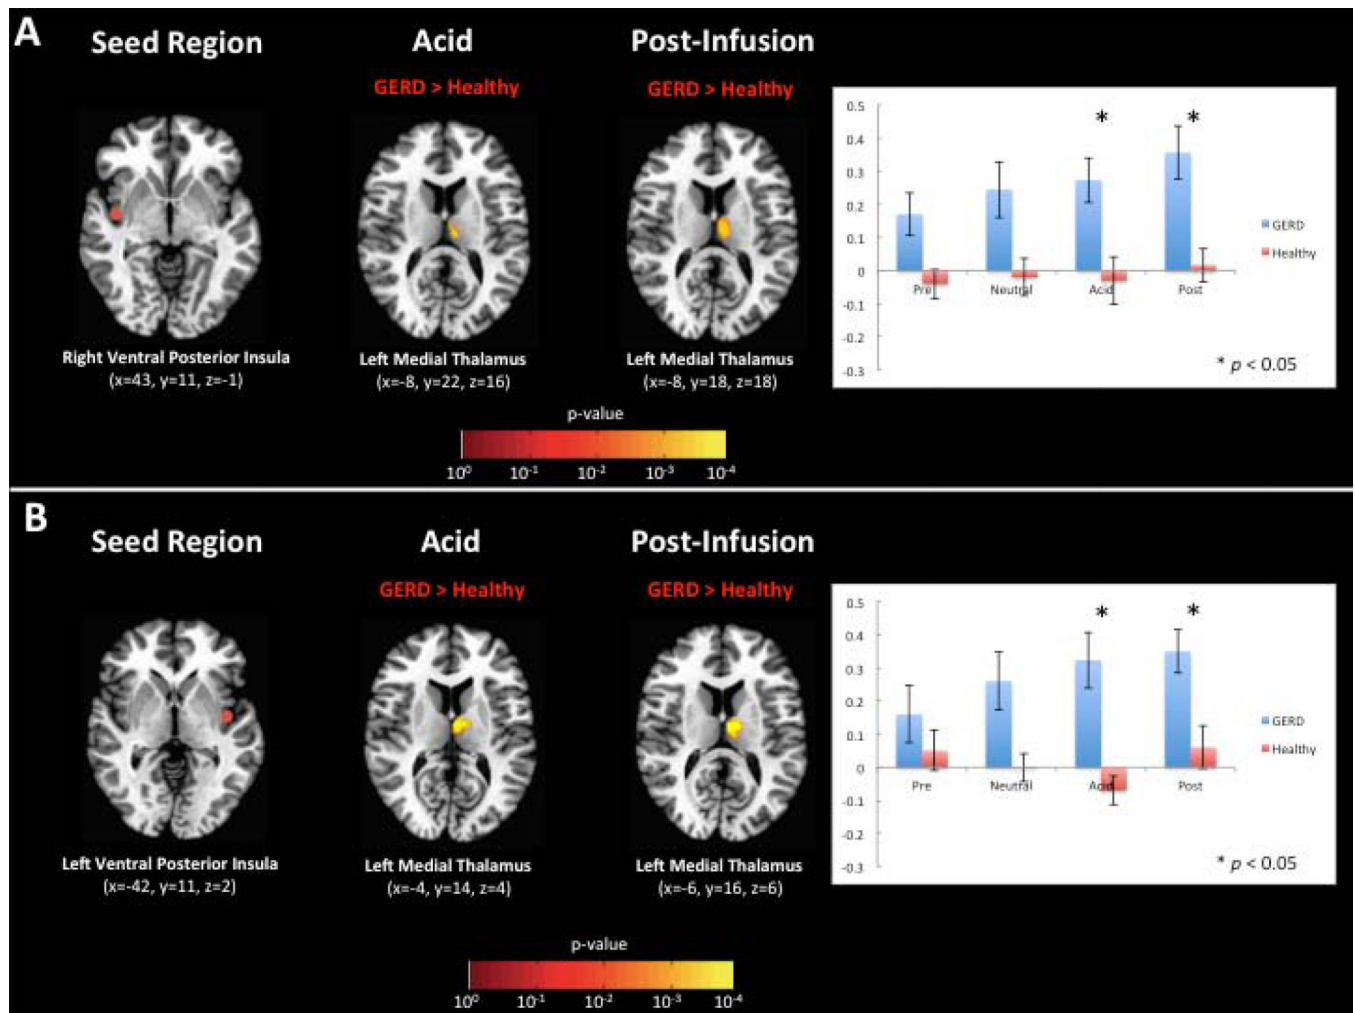 A
Seed Region
Acid
Post-Infusion
GERD > Healthy
GERD > Healthy
Right Ventral Posterior Insula
(x=43, y=11, z=-1)
Left Medial Thalamus
(x=-8, y=22, z=16)
Left Medial Thalamus
(x=-8, y=18, z=18)
0.5
0.4
0.3
0.2
0.1
0
-0.1
-0.2
-0.3
*
*
Pre
Neutral
Acid
Post
GERD
Healthy
* p < 0.05
p-value
10⁰ 10⁻¹ 10⁻² 10⁻³ 10⁻⁴
B
Seed Region
Acid
Post-Infusion
GERD > Healthy
GERD > Healthy
Left Ventral Posterior Insula
(x=-42, y=11, z=2)
Left Medial Thalamus
(x=-4, y=14, z=4)
Left Medial Thalamus
(x=-6, y=16, z=6)
0.5
0.4
0.3
0.2
0.1
0
-0.1
-0.2
-0.3
*
*
Pre
Neutral
Acid
Post
GERD
Healthy
* p < 0.05
p-value
10⁰ 10⁻¹ 10⁻² 10⁻³ 10⁻⁴